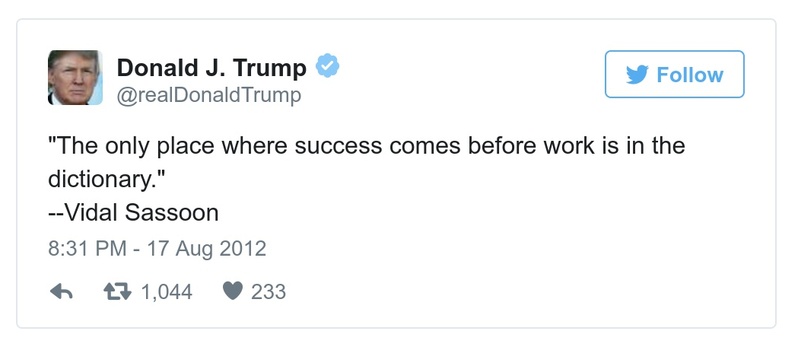 Donald J. Trump
@realDonaldTrump
Follow
"The only place where success comes before work is in the
dictionary."
--Vidal Sassoon
8:31 PM - 17 Aug 2012
1,044 233